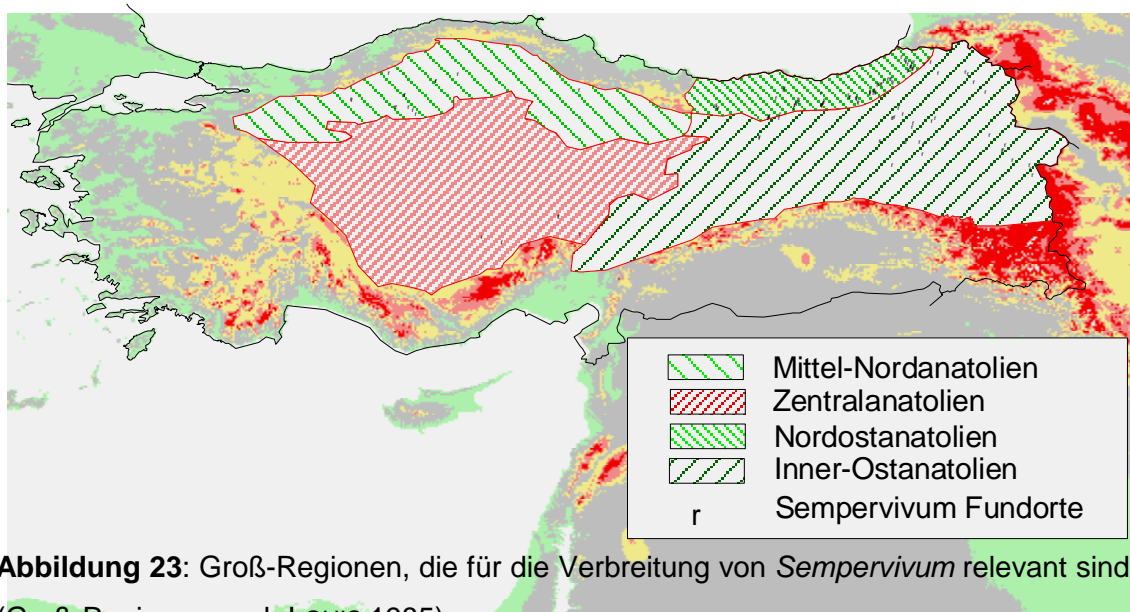 Mittel-Nordanatolien
Zentralanatolien
Nordostanatolien
Inner-Ostanatolien
r Sempervivum Fundorte
Abbildung 23: Groß-Regionen, die für die Verbreitung von Sempervivum relevant sind